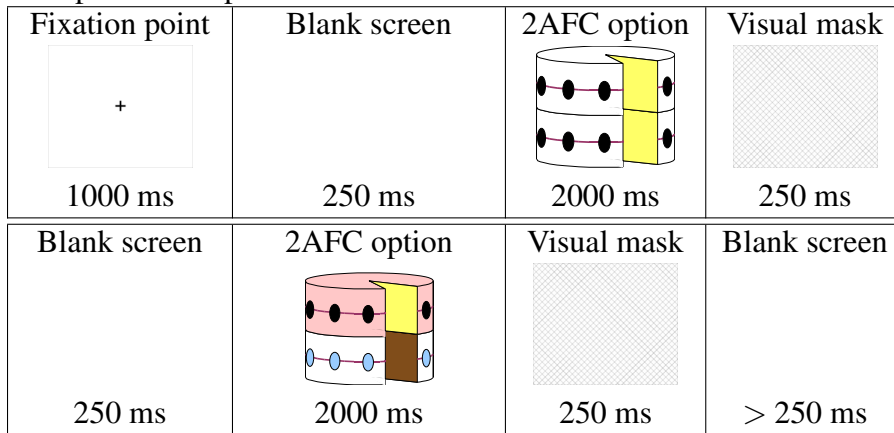 Fixation point Blank screen 2AFC option Visual mask
1000 ms 250 ms 2000 ms 250 ms
Blank screen 2AFC option Visual mask Blank screen
250 ms 2000 ms 250 ms > 250 ms